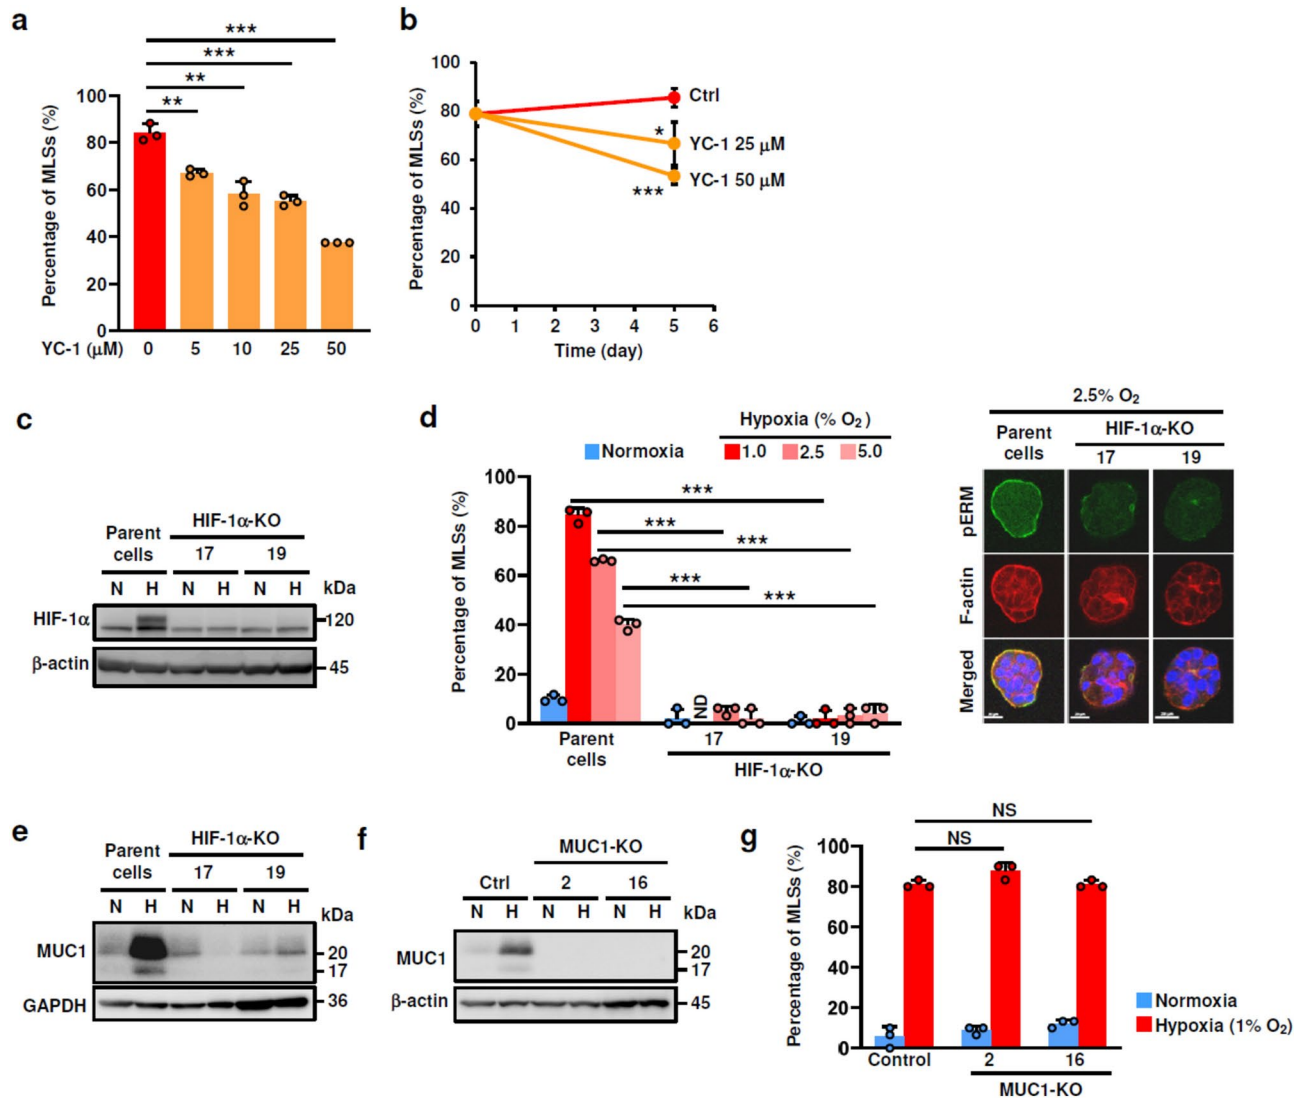 a
***
***
**
**
Percentage of MLSs (%)
100
80
60
40
20
0
YC-1 (μM) 0 5 10 25 50
b
Percentage of MLSs (%)
100
80
60
40
20
0
0 1 2 3 4 5 6
Time (day)
Ctrl
*
YC-1 25 μM
YC-1 50 μM
***
c
Parent
cells
HIF-1α-KO
17 19
N H N H N H kDa
HIF-1α
120
β-actin
45
d
Hypoxia (% O₂)
Normoxia 1.0 2.5 5.0
Percentage of MLSs (%)
100
80
60
40
20
0
***
***
***
***
***
ND
Parent
cells
17 19
HIF-1α-KO
2.5% O₂
Parent
cells
HIF-1α-KO
17 19
pERM
F-actin
Merged
e
Parent
cells
HIF-1α-KO
17 19
N H N H N H kDa
MUC1
20
17
GAPDH
36
f
MUC1-KO
Ctrl 2 16
N H N H N H kDa
MUC1
20
17
β-actin
45
g
NS
NS
Percentage of MLSs (%)
100
80
60
40
20
0
Control 2 16
MUC1-KO
Normoxia
Hypoxia (1% O₂)